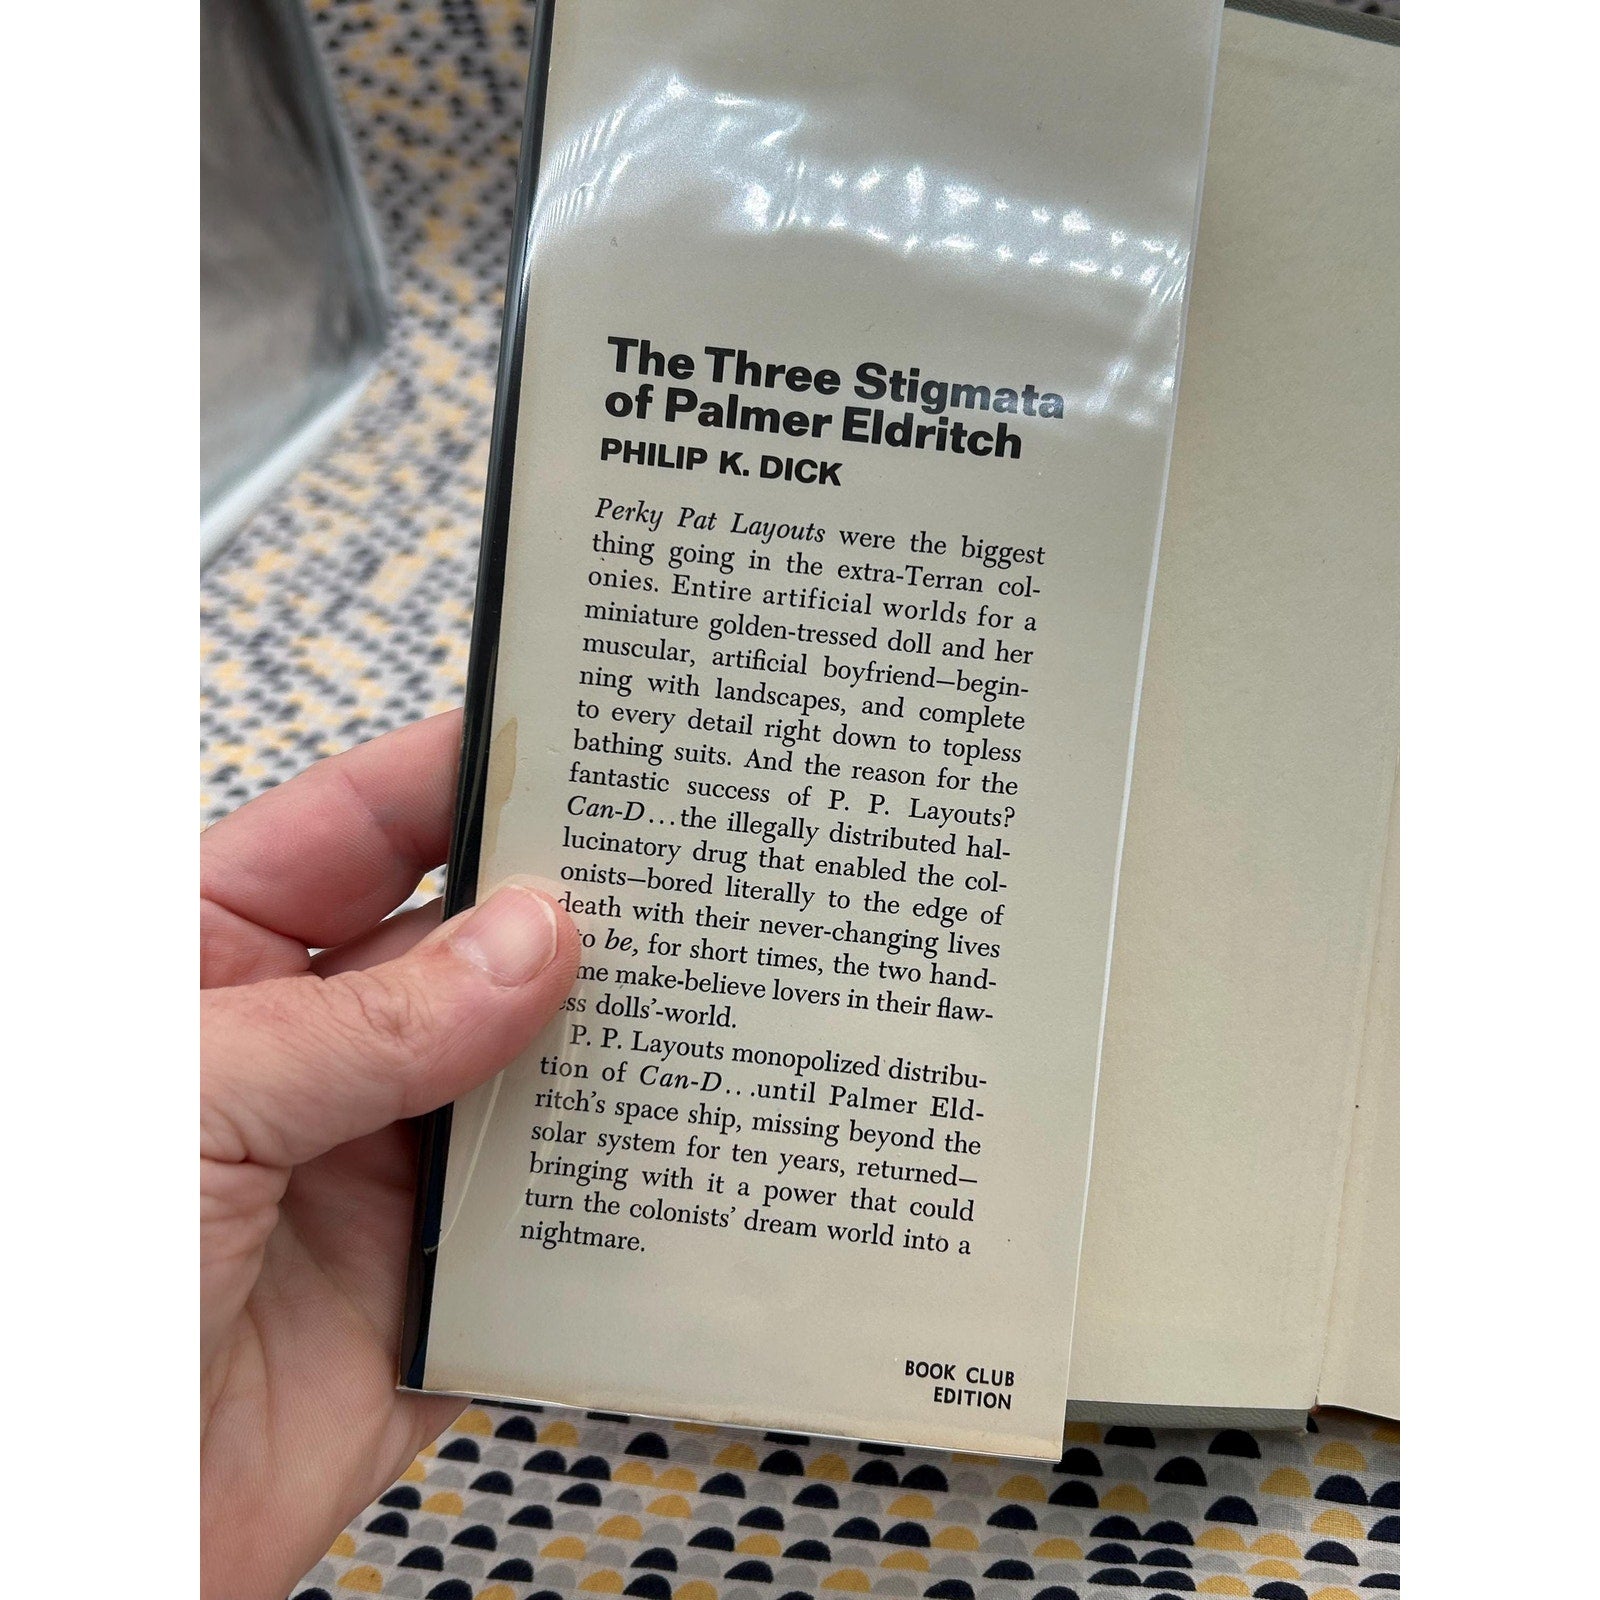 The Three Stigmata
of Palmer Eldritch
PHILIP K. DICK
Perky Pat Layouts were the biggest
thing going in the extra-Terran col-
onies. Entire artificial worlds for a
miniature golden-tressed doll and her
muscular, artificial boyfriend—begin-
ning with landscapes, and complete
to every detail right down to topless
bathing suits. And the reason for the
fantastic success of P. P. Layouts?
Can-D...the illegally distributed hal-
lucinatory drug that enabled the col-
onists—bored literally to the edge of
death with their never-changing lives
be, for short times, the two hand-
make-believe lovers in their flaw-
dolls'-world.
P. P. Layouts monopolized distribu-
tion of Can-D...until Palmer Eld-
ritch's space ship, missing beyond the
solar system for ten years, returned—
bringing with it a power that could
turn the colonists' dream world into a
nightmare.
BOOK CLUB
EDITION